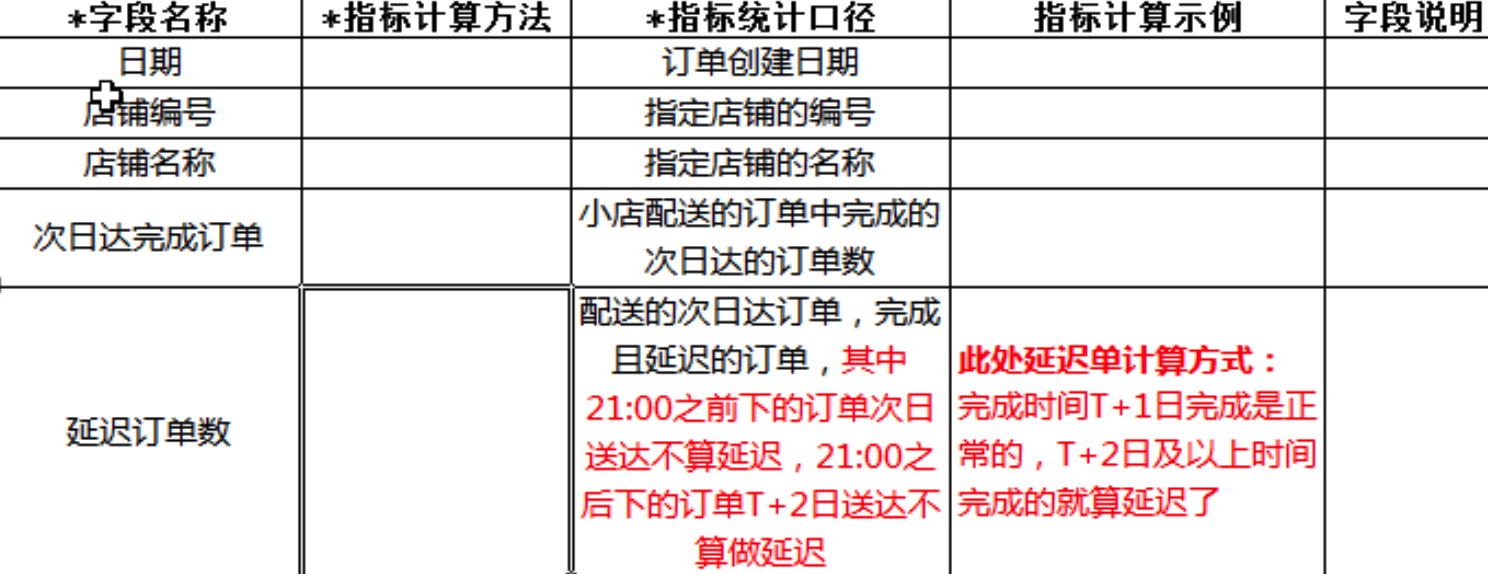 *字段名称 *指标计算方法 *指标统计口径 指标计算示例 字段说明
日期 订单创建日期
店铺编号 指定店铺的编号
店铺名称 指定店铺的名称
次日达完成订单
小店配送的订单中完成的
次日达的订单数
延迟订单数
配送的次日达订单，完成
且延迟的订单，其中
21:00之前下的订单次日
送达不算延迟，21:00之
后下的订单T+2日送达不
算做延迟
此处延迟单计算方式：
完成时间T+1日完成是正
常的，T+2日及以上时间
完成的就算延迟了